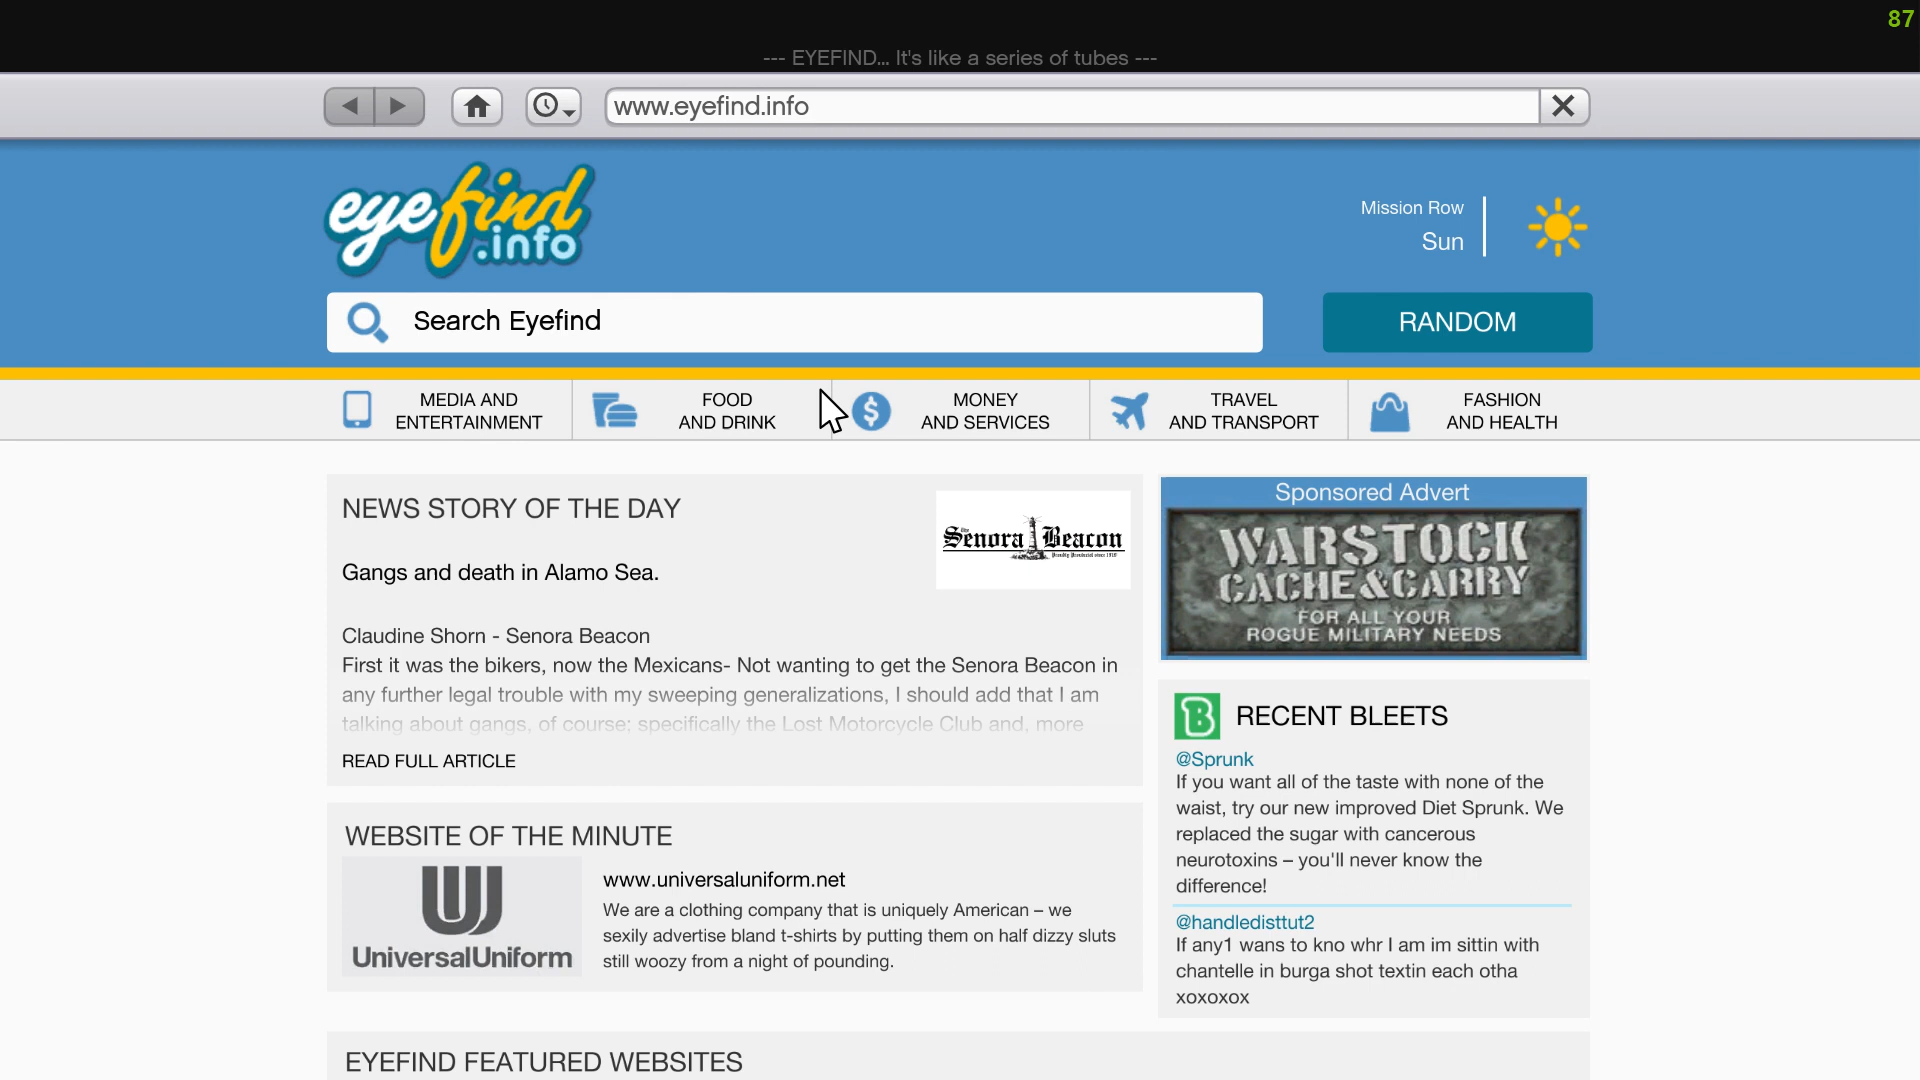 87
--- EYEFIND... It's like a series of tubes ---
www.eyefind.info
eyefind
.info
Mission Row
Sun
Search Eyefind
RANDOM
MEDIA AND
ENTERTAINMENT
FOOD
AND DRINK
MONEY
AND SERVICES
TRAVEL
AND TRANSPORT
FASHION
AND HEALTH
NEWS STORY OF THE DAY
The
Senora Beacon
Proudly Provincial since 1919
Gangs and death in Alamo Sea.
Claudine Shorn - Senora Beacon
First it was the bikers, now the Mexicans- Not wanting to get the Senora Beacon in
any further legal trouble with my sweeping generalizations, I should add that I am
talking about gangs, of course; specifically the Lost Motorcycle Club and, more
READ FULL ARTICLE
WEBSITE OF THE MINUTE
UniversalUniform
www.universaluniform.net
We are a clothing company that is uniquely American – we
sexily advertise bland t-shirts by putting them on half dizzy sluts
still woozy from a night of pounding.
Sponsored Advert
WARSTOCK
CACHE&CARRY
FOR ALL YOUR
ROGUE MILITARY NEEDS
RECENT BLEETS
@Sprunk
If you want all of the taste with none of the
waist, try our new improved Diet Sprunk. We
replaced the sugar with cancerous
neurotoxins – you'll never know the
difference!
@handledisttut2
If any1 wants to kno whr I am im sittin with
chantelle in burga shot textin each otha
xoxoxox
EYEFIND FEATURED WEBSITES